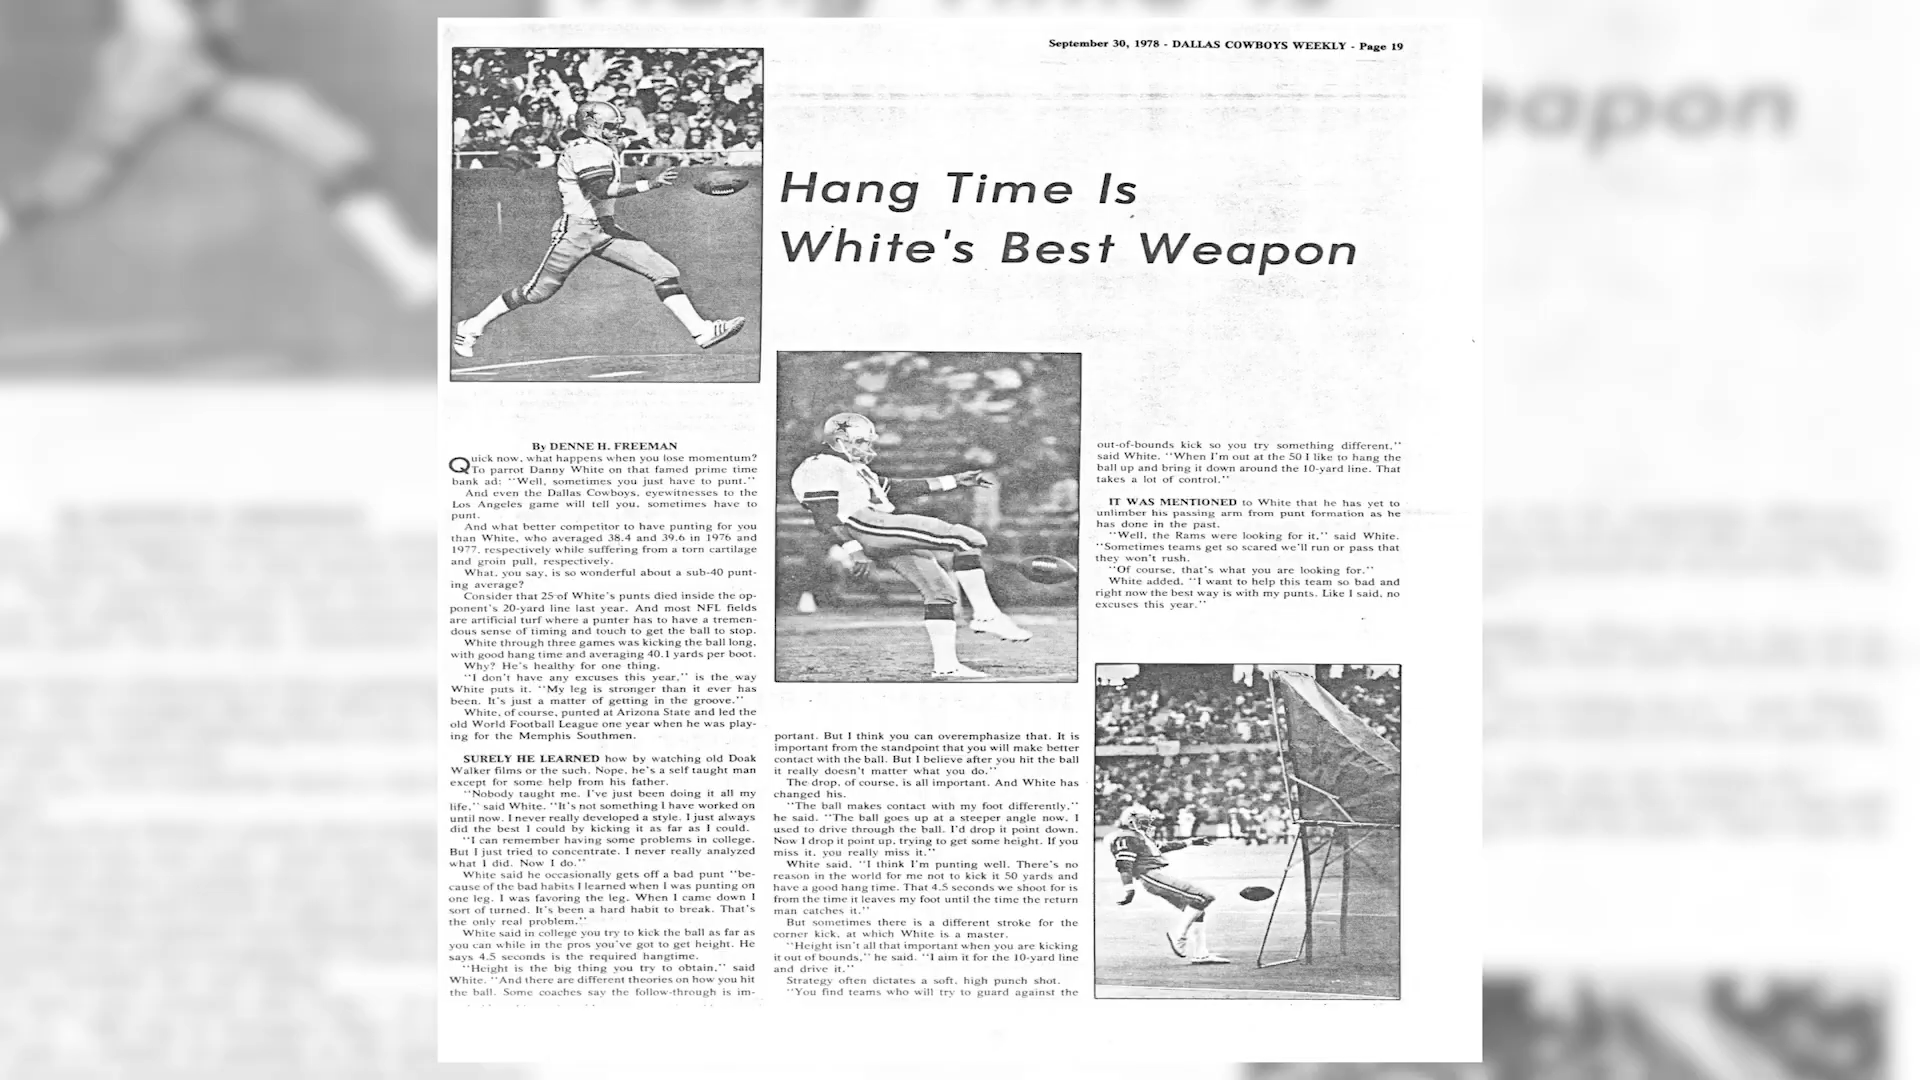 September 30, 1978 - DALLAS COWBOYS WEEKLY - Page 19
Hang Time Is
White's Best Weapon
By DENNE H. FREEMAN
Quick now, what happens when you lose momentum?
To parrot Danny White on that famed prime time
bank ad: "Well, sometimes you just have to punt."
And even the Dallas Cowboys, eyewitnesses to the
Los Angeles game will tell you, sometimes have to
punt.
And what better competitor to have punting for you
than White, who averaged 38.4 and 39.6 in 1976 and
1977, respectively while suffering from a torn cartilage
and groin pull, respectively.
What, you say, is so wonderful about a sub-40 punt-
ing average?
Consider that 25 of White's punts died inside the op-
ponent's 20-yard line last year. And most NFL fields
are artificial turf where a punter has to have a tremen-
dous sense of timing and touch to get the ball to stop.
White through three games was kicking the ball long,
with good hang time and averaging 40.1 yards per boot.
Why? He's healthy for one thing.
"I don't have any excuses this year," is the way
White puts it. "My leg is stronger than it ever has
been. It's just a matter of getting in the groove."
White, of course, punted at Arizona State and led the
old World Football League one year when he was play-
ing for the Memphis Southmen.
SURELY HE LEARNED how by watching old Doak
Walker films or the such. Nope, he's a self taught man
except for some help from his father.
"Nobody taught me. I've just been doing it all my
life," said White. "It's not something I have worked on
until now. I never really developed a style. I just always
did the best I could by kicking it as far as I could.
"I can remember having some problems in college.
But I just tried to concentrate. I never really analyzed
what I did. Now I do."
White said he occasionally gets off a bad punt "be-
cause of the bad habits I learned when I was punting on
one leg. I was favoring the leg. When I came down I
sort of turned. It's been a hard habit to break. That's
the only real problem."
White said in college you try to kick the ball as far as
you can while in the pros you've got to get height. He
says 4.5 seconds is the required hangtime.
"Height is the big thing you try to obtain," said
White. "And there are different theories on how you hit
the ball. Some coaches say the follow-through is im-
portant. But I think you can overemphasize that. It is
important from the standpoint that you will make better
contact with the ball. But I believe after you hit the ball
it really doesn't matter what you do."
The drop, of course, is all important. And White has
changed his.
"The ball makes contact with my foot differently,"
he said. "The ball goes up at a steeper angle now. I
used to drive through the ball. I'd drop it point down.
Now I drop it point up, trying to get some height. If you
miss it, you really miss it."
White said, "I think I'm punting well. There's no
reason in the world for me not to kick it 50 yards and
have a good hang time. That 4.5 seconds we shoot for is
from the time it leaves my foot until the time the return
man catches it."
But sometimes there is a different stroke for the
corner kick, at which White is a master.
"Height isn't all that important when you are kicking
it out of bounds," he said. "I aim it for the 10-yard line
and drive it."
Strategy often dictates a soft, high punch shot.
"You find teams who will try to guard against the
out-of-bounds kick so you try something different,"
said White. "When I'm out at the 50 I like to hang the
ball up and bring it down around the 10-yard line. That
takes a lot of control."
IT WAS MENTIONED to White that he has yet to
unlimber his passing arm from punt formation as he
has done in the past.
"Well, the Rams were looking for it," said White.
"Sometimes teams get so scared we'll run or pass that
they won't rush.
"Of course, that's what you are looking for."
White added, "I want to help this team so bad and
right now the best way is with my punts. Like I said, no
excuses this year."
11
eapon